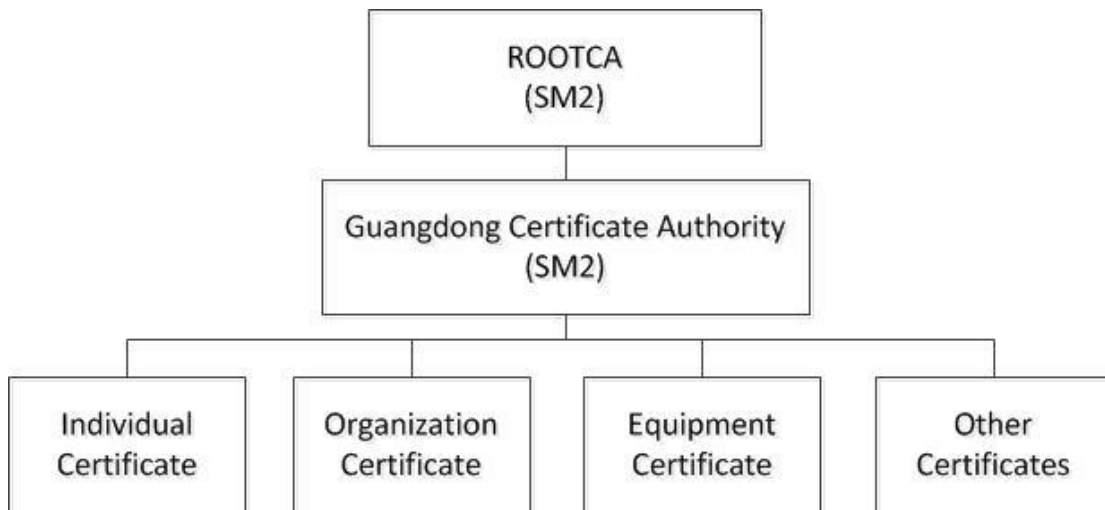 ROOTCA
(SM2)
Guangdong Certificate Authority
(SM2)
Individual
Certificate
Organization
Certificate
Equipment
Certificate
Other
Certificates